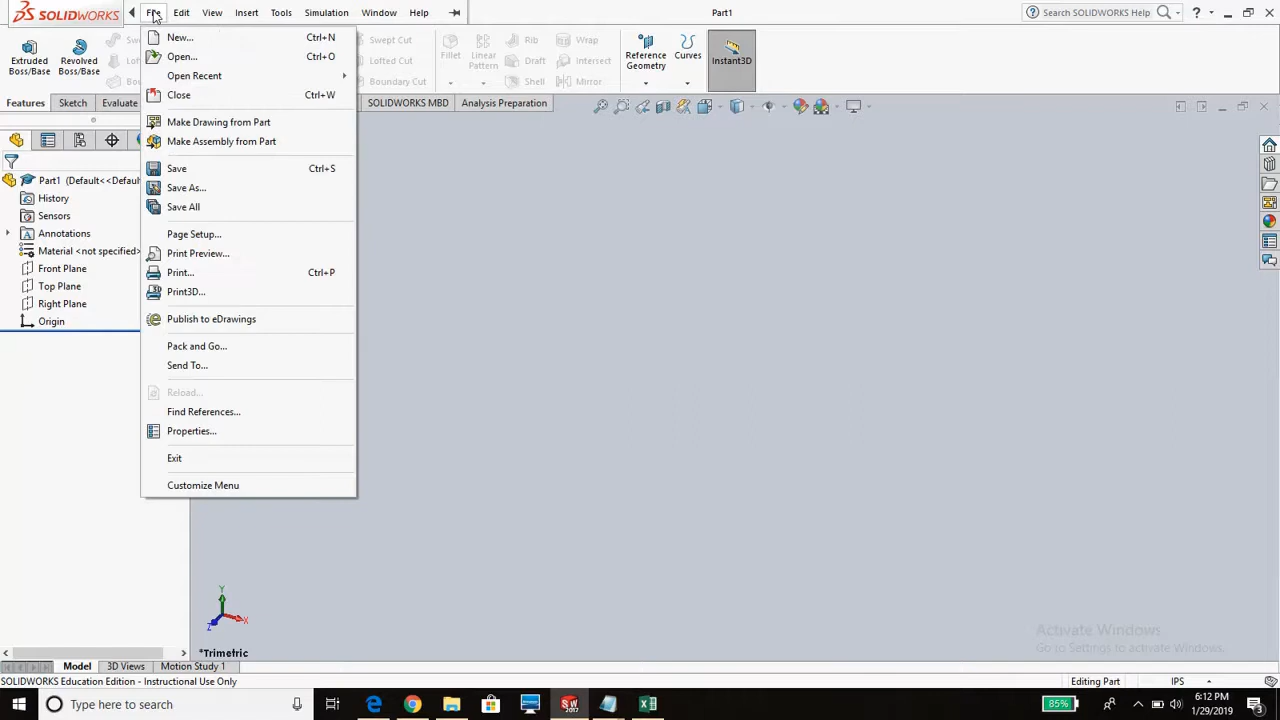 SOLIDWORKS
File Edit View Insert Tools Simulation Window Help
Part1
Search SOLIDWORKS Help
Extruded Boss/Base
Revolved Boss/Base
New... Ctrl+N
Open... Ctrl+O
Open Recent
Close Ctrl+W
Make Drawing from Part
Make Assembly from Part
Save Ctrl+S
Save As...
Save All
Page Setup...
Print Preview...
Print... Ctrl+P
Print3D...
Publish to eDrawings
Pack and Go...
Send To...
Reload...
Find References...
Properties...
Exit
Customize Menu
Swept Cut
Lofted Cut
Boundary Cut
Fillet
Linear Pattern
Rib
Draft
Shell
Wrap
Intersect
Mirror
Reference Geometry
Curves
Instant3D
Features Sketch Evaluate
SOLIDWORKS MBD Analysis Preparation
Part1 (Default<<Defau
History
Sensors
Annotations
Material <not specified>
Front Plane
Top Plane
Right Plane
Origin
Y
X
Z
*Trimetric
Activate Windows
Go to Settings to activate Windows.
Model 3D Views Motion Study 1
SOLIDWORKS Education Edition - Instructional Use Only
Editing Part
IPS
Type here to search
SW
2017
85%
6:12 PM
1/29/2019